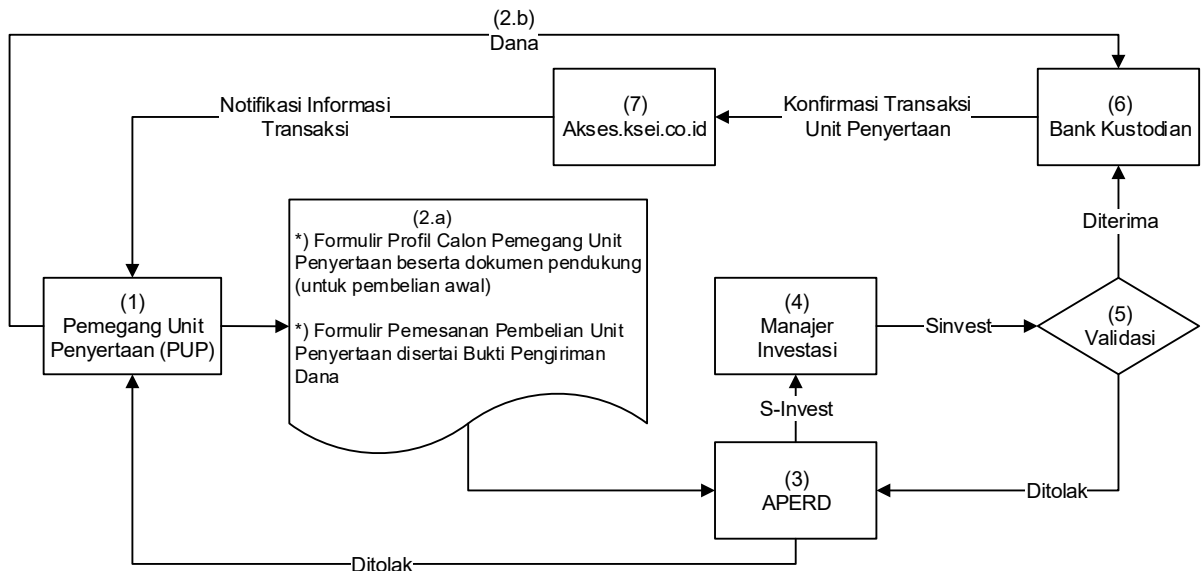 (2.b)
Dana
Notifikasi Informasi
Transaksi
(7)
Akses.ksei.co.id
Konfirmasi Transaksi
Unit Penyertaan
(6)
Bank Kustodian
(2.a)
*) Formulir Profil Calon Pemegang Unit
Penyertaan beserta dokumen pendukung
(untuk pembelian awal)
*) Formulir Pemesanan Pembelian Unit
Penyertaan disertai Bukti Pengiriman
Dana
Diterima
(1)
Pemegang Unit
Penyertaan (PUP)
(4)
Manajer
Investasi
Sinvest
(5)
Validasi
S-Invest
(3)
APERD
Ditolak
Ditolak